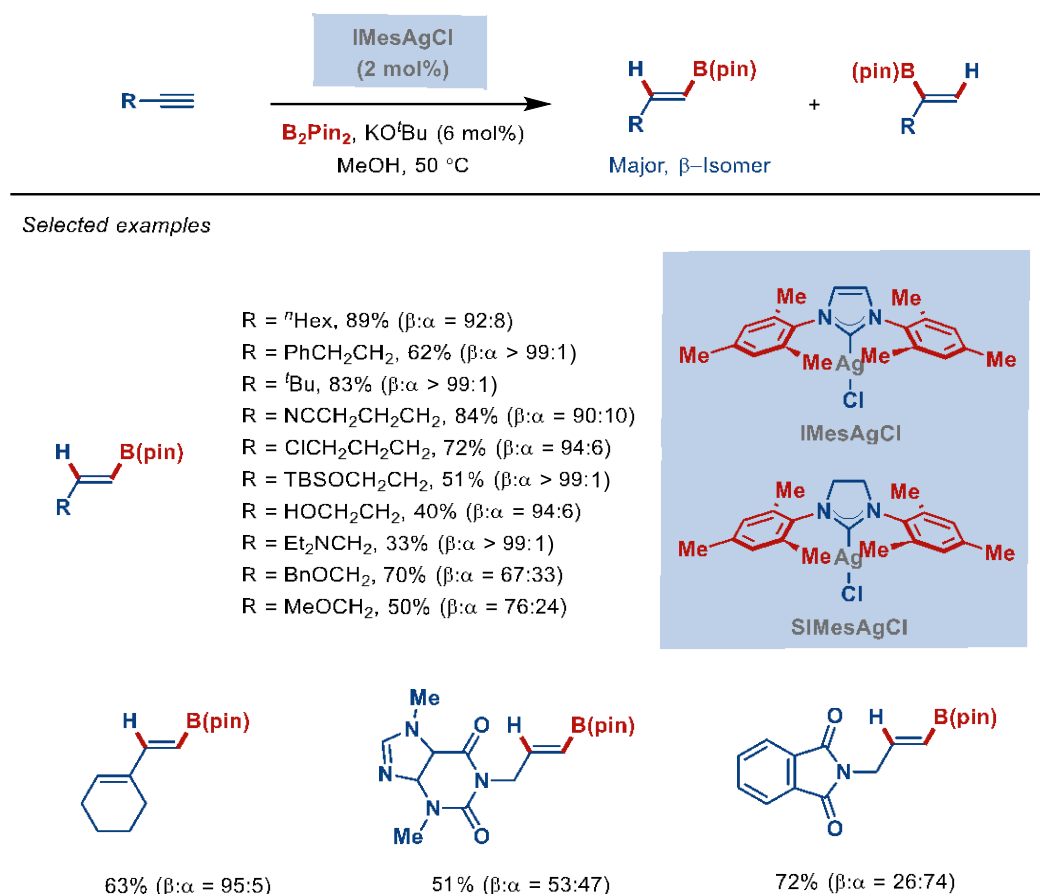 IMesAgCl
(2 mol%)
R
B₂Pin₂, KOᵗBu (6 mol%)
MeOH, 50 °C
H
B(pin)
R
Major, β–Isomer
+
(pin)B
H
R
Selected examples
H
B(pin)
R
R = ⁿHex, 89% (β:α = 92:8)
R = PhCH₂CH₂, 62% (β:α > 99:1)
R = ᵗBu, 83% (β:α > 99:1)
R = NCCH₂CH₂CH₂, 84% (β:α = 90:10)
R = ClCH₂CH₂CH₂, 72% (β:α = 94:6)
R = TBSOCH₂CH₂, 51% (β:α > 99:1)
R = HOCH₂CH₂, 40% (β:α = 94:6)
R = Et₂NCH₂, 33% (β:α > 99:1)
R = BnOCH₂, 70% (β:α = 67:33)
R = MeOCH₂, 50% (β:α = 76:24)
Me
Me
N
N
Me
Me
Me
Me
Ag
Cl
IMesAgCl
Me
Me
N
N
Me
Me
Me
Me
Ag
Cl
SIMesAgCl
H
B(pin)
63% (β:α = 95:5)
Me
N
O
H
B(pin)
N
N
N
Me
O
51% (β:α = 53:47)
O
H
B(pin)
N
O
72% (β:α = 26:74)